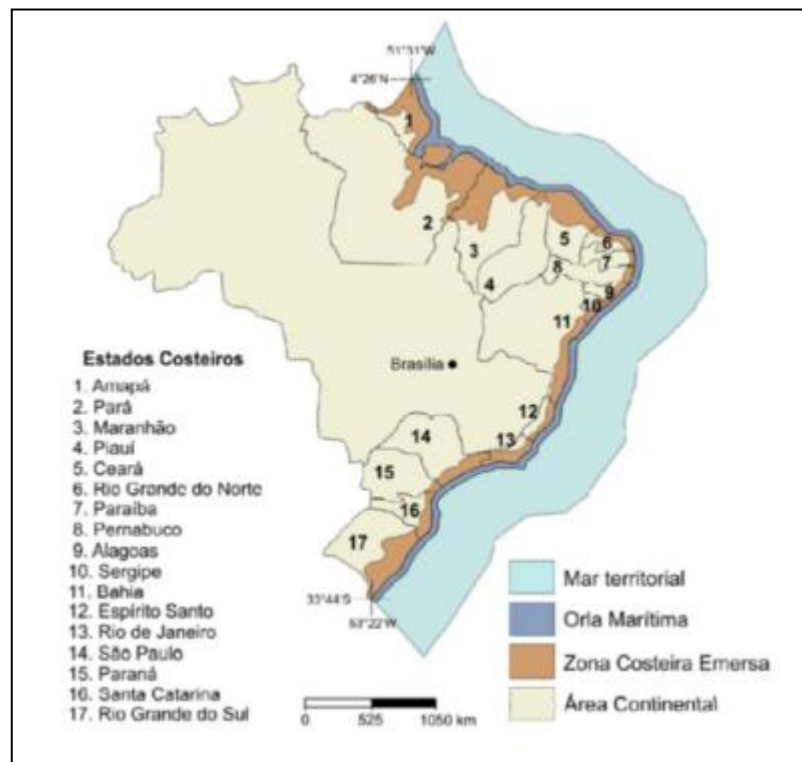 51°31'W
4°26'N
1
2
3
4
5
6
7
8
9
10
11
Brasília
12
13
14
15
16
17
33°44'S
53°22'W
Estados Costeiros
1. Amapá
2. Pará
3. Maranhão
4. Piauí
5. Ceará
6. Rio Grande do Norte
7. Paraíba
8. Pernabuco
9. Alagoas
10. Sergipe
11. Bahia
12. Espírito Santo
13. Rio de Janeiro
14. São Paulo
15. Paraná
16. Santa Catarina
17. Rio Grande do Sul
0 525 1050 km
Mar territorial
Orla Marítima
Zona Costeira Emersa
Área Continental